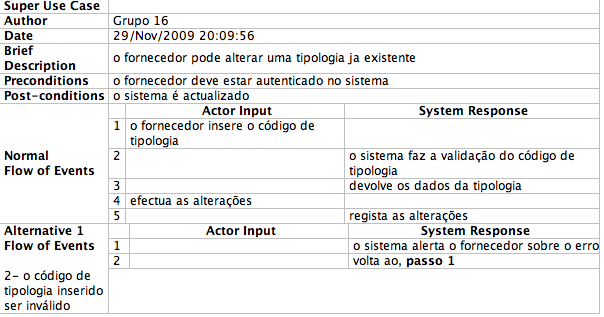 Super Use Case
Author Grupo 16
Date 29/Nov/2009 20:09:56
Brief
Description o fornecedor pode alterar uma tipologia ja existente
Preconditions o fornecedor deve estar autenticado no sistema
Post-conditions o sistema é actualizado
Normal
Flow of Events
Actor Input System Response
1 o fornecedor insere o código de
tipologia
2 o sistema faz a validação do código de
tipologia
3 devolve os dados da tipologia
4 efectua as alterações
5 regista as alterações
Alternative 1
Flow of Events
2- o código de
tipologia inserido
ser inválido
Actor Input System Response
1 o sistema alerta o fornecedor sobre o erro
2 volta ao, passo 1